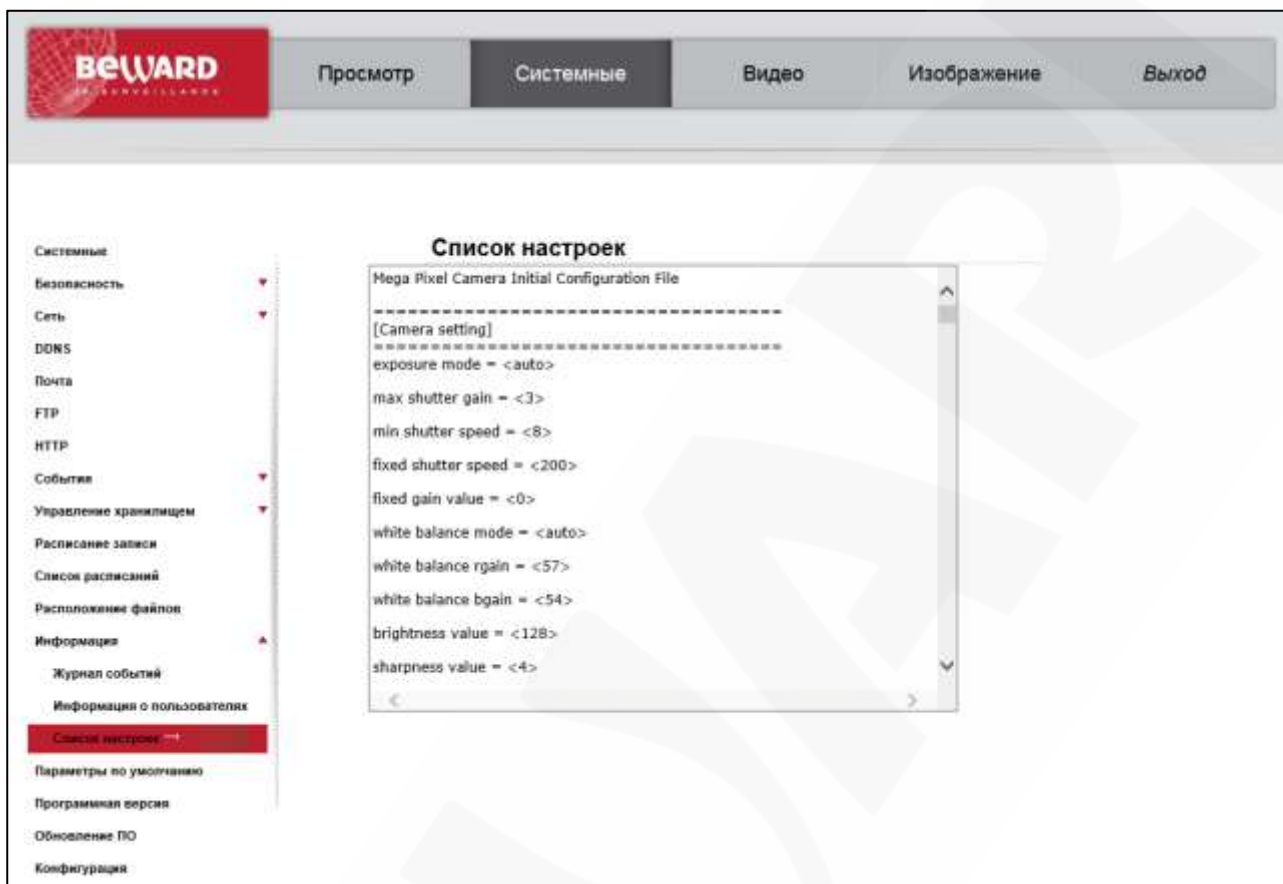 BEWARD
IP SURVEILLANCE
Просмотр
Системные
Видео
Изображение
Выход
Системные
Безопасность
Сеть
DDNS
Почта
FTP
HTTP
События
Управление хранилищем
Расписание записи
Список расписаний
Расположение файлов
Информация
Журнал событий
Информация о пользователях
Список настроек
Параметры по умолчанию
Программная версия
Обновление ПО
Конфигурация
Список настроек
Mega Pixel Camera Initial Configuration File
====================================
[Camera setting]
====================================
exposure mode = <auto>
max shutter gain = <3>
min shutter speed = <8>
fixed shutter speed = <200>
fixed gain value = <0>
white balance mode = <auto>
white balance rgain = <57>
white balance bgain = <54>
brightness value = <128>
sharpness value = <4>